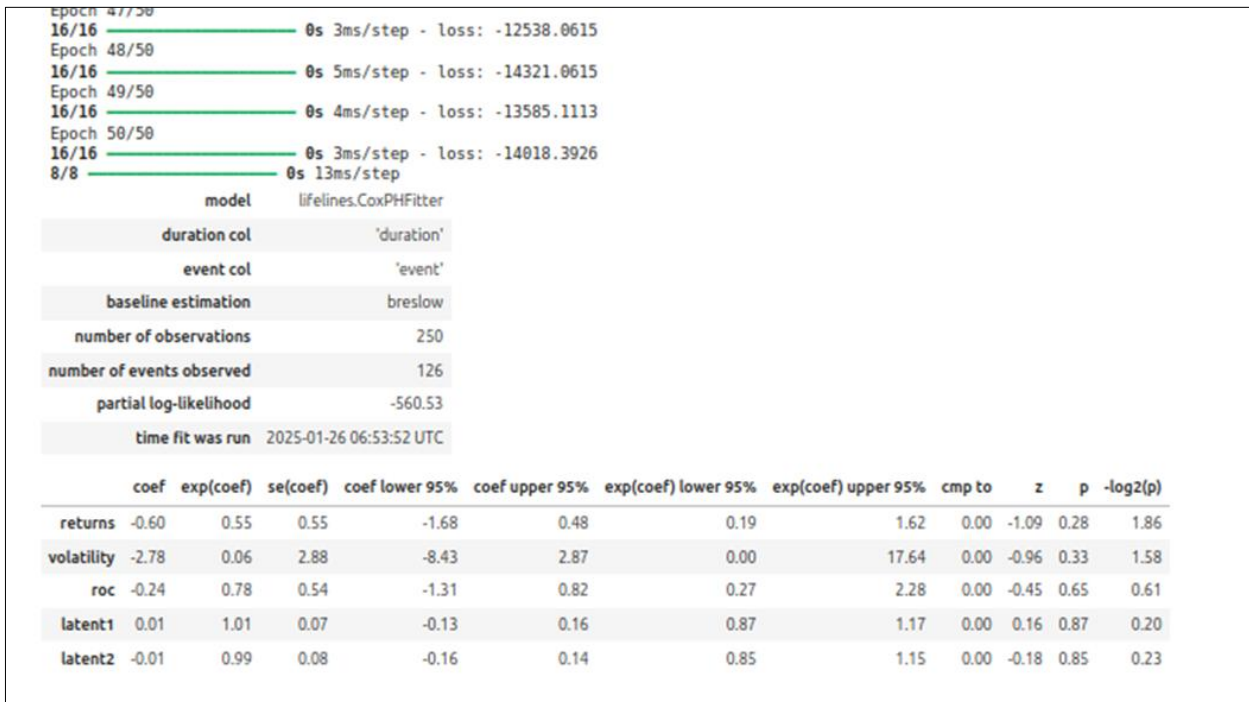 Epoch 47/50
16/16 0s 3ms/step - loss: -12538.0615
Epoch 48/50
16/16 0s 5ms/step - loss: -14321.0615
Epoch 49/50
16/16 0s 4ms/step - loss: -13585.1113
Epoch 50/50
16/16 0s 3ms/step - loss: -14018.3926
8/8 0s 13ms/step
model lifelines.CoxPHFitter
duration col 'duration'
event col 'event'
baseline estimation breslow
number of observations 250
number of events observed 126
partial log-likelihood -560.53
time fit was run 2025-01-26 06:53:52 UTC
coef exp(coef) se(coef) coef lower 95% coef upper 95% exp(coef) lower 95% exp(coef) upper 95% cmp to z p -log2(p)
returns -0.60 0.55 0.55 -1.68 0.48 0.19 1.62 0.00 -1.09 0.28 1.86
volatility -2.78 0.06 2.88 -8.43 2.87 0.00 17.64 0.00 -0.96 0.33 1.58
roc -0.24 0.78 0.54 -1.31 0.82 0.27 2.28 0.00 -0.45 0.65 0.61
latent1 0.01 1.01 0.07 -0.13 0.16 0.87 1.17 0.00 0.16 0.87 0.20
latent2 -0.01 0.99 0.08 -0.16 0.14 0.85 1.15 0.00 -0.18 0.85 0.23